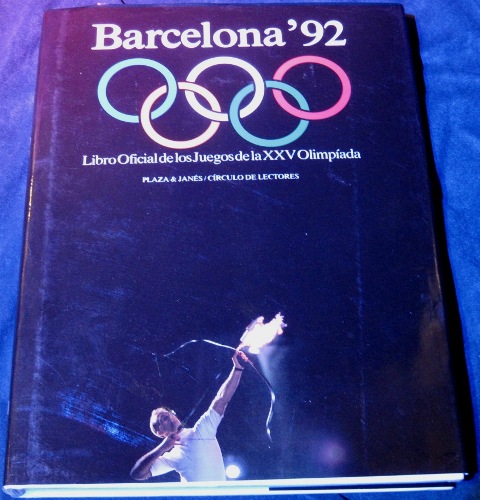 Barcelona '92
Libro Oficial de los Juegos de la XXV Olimpíada
PLAZA & JANÉS / CÍRCULO DE LECTORES